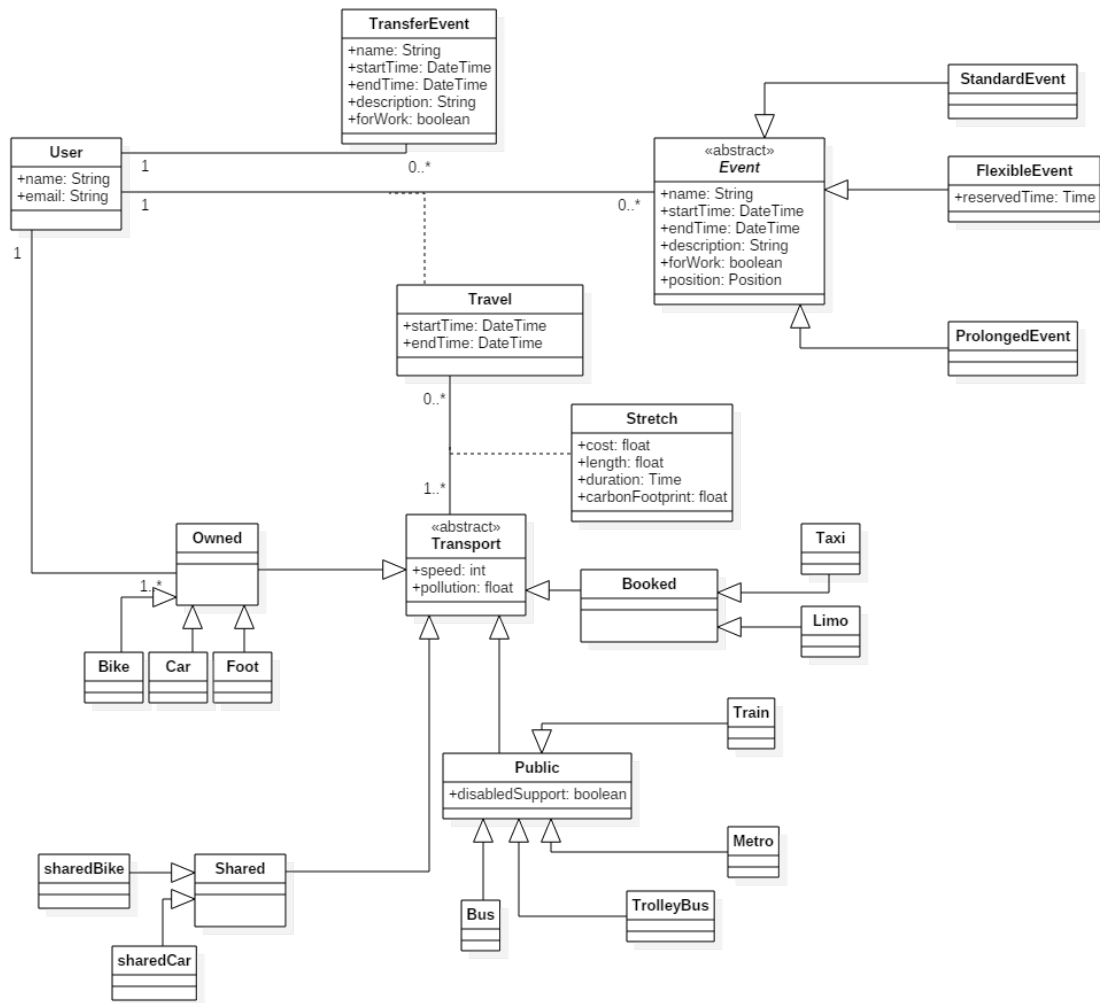 TransferEvent
+name: String
+startTime: DateTime
+endTime: DateTime
+description: String
+forWork: boolean
StandardEvent
User
+name: String
+email: String
1
0..*
1
0..*
1
«abstract»
Event
+name: String
+startTime: DateTime
+endTime: DateTime
+description: String
+forWork: boolean
+position: Position
FlexibleEvent
+reservedTime: Time
Travel
+startTime: DateTime
+endTime: DateTime
ProlongedEvent
0..*
Stretch
+cost: float
+length: float
+duration: Time
+carbonFootprint: float
1..*
«abstract»
Transport
+speed: int
+pollution: float
Owned
1..*
Taxi
Booked
Limo
Bike
Car
Foot
Train
Public
+disabledSupport: boolean
Metro
sharedBike
Shared
TrolleyBus
Bus
sharedCar